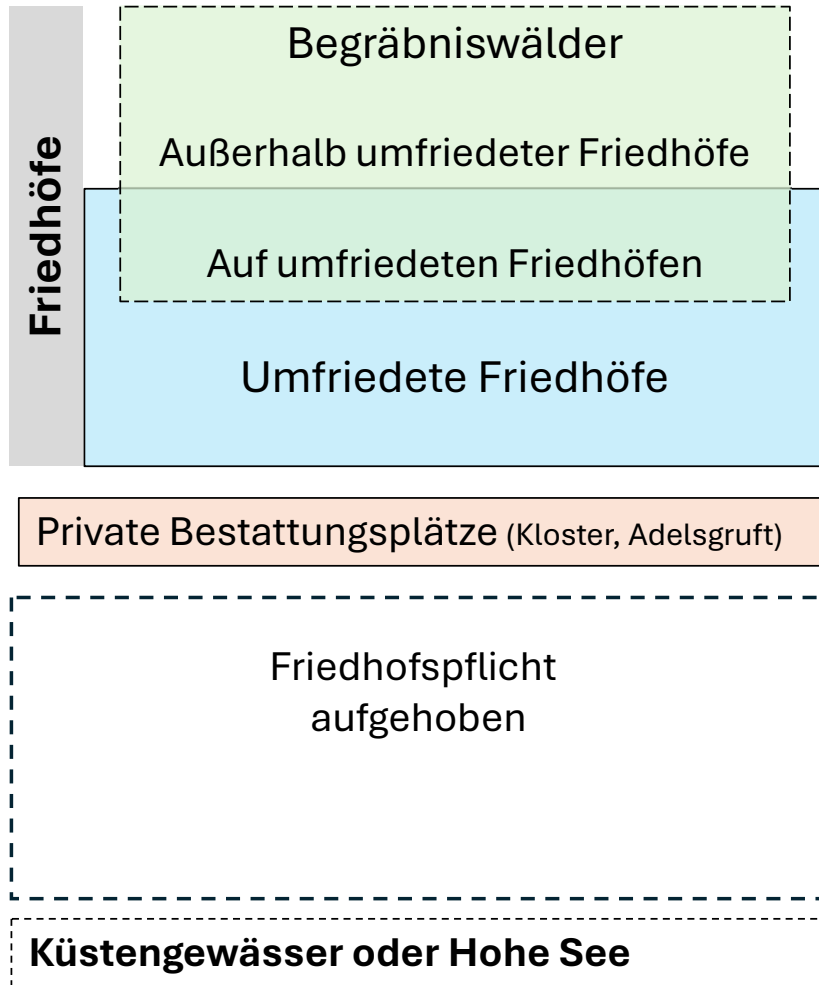 Begräbniswälder
Außerhalb umfriedeter Friedhöfe
Friedhöfe
Auf umfriedeten Friedhöfen
Umfriedete Friedhöfe
Private Bestattungsplätze (Kloster, Adelsgruft)
Friedhofspflicht
aufgehoben
Küstengewässer oder Hohe See